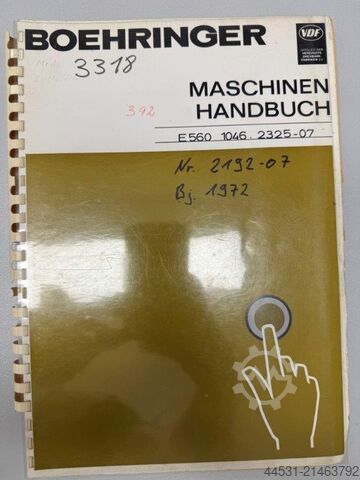 BOEHRINGER
VDF
3318
MASCHINEN
HANDBUCH
392
E560 1046. 2325-07
Nr. 2192-07
Bj. 1972
44531-21463792